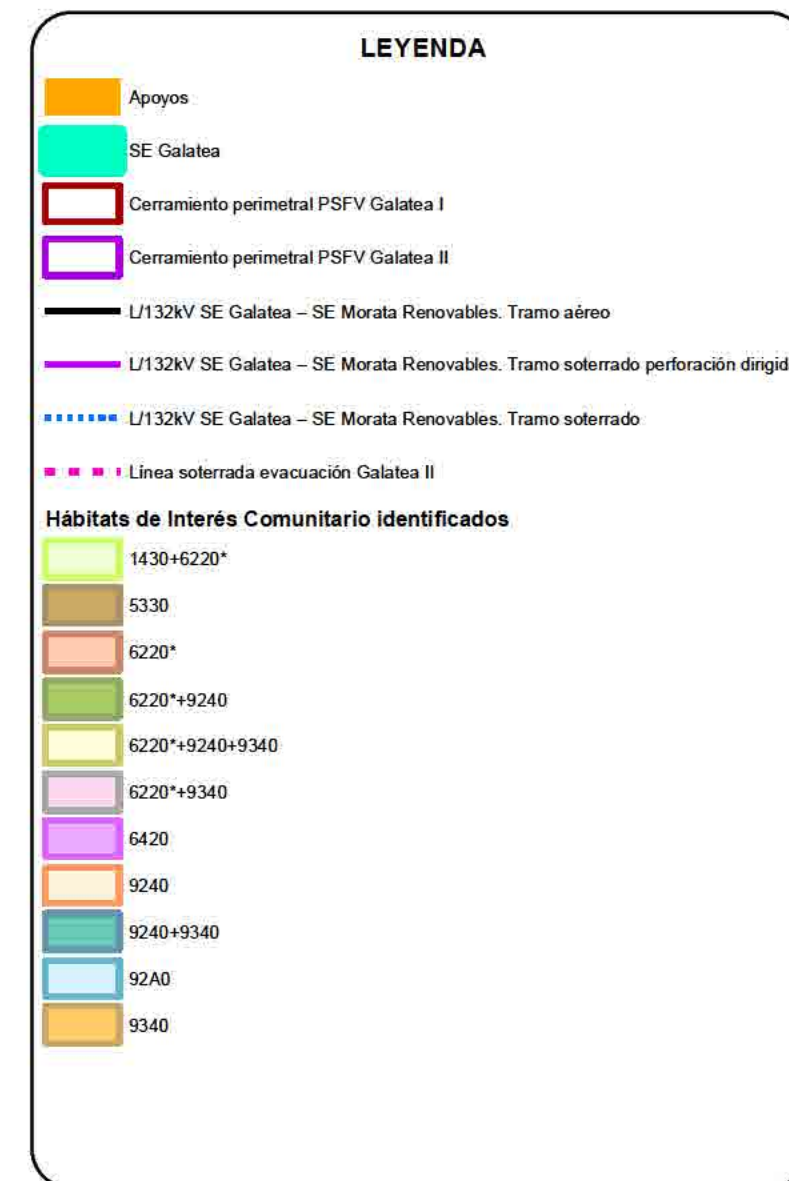 LEYENDA
Apoyos
SE Galatea
Cerramiento perimetral PSFV Galatea I
Cerramiento perimetral PSFV Galatea II
L/132kV SE Galatea – SE Morata Renovables. Tramo aéreo
L/132kV SE Galatea – SE Morata Renovables. Tramo soterrado perforación dirigid
L/132kV SE Galatea – SE Morata Renovables. Tramo soterrado
Línea soterrada evacuación Galatea II
Hábitats de Interés Comunitario identificados
1430+6220*
5330
6220*
6220*+9240
6220*+9240+9340
6220*+9340
6420
9240
9240+9340
92A0
9340